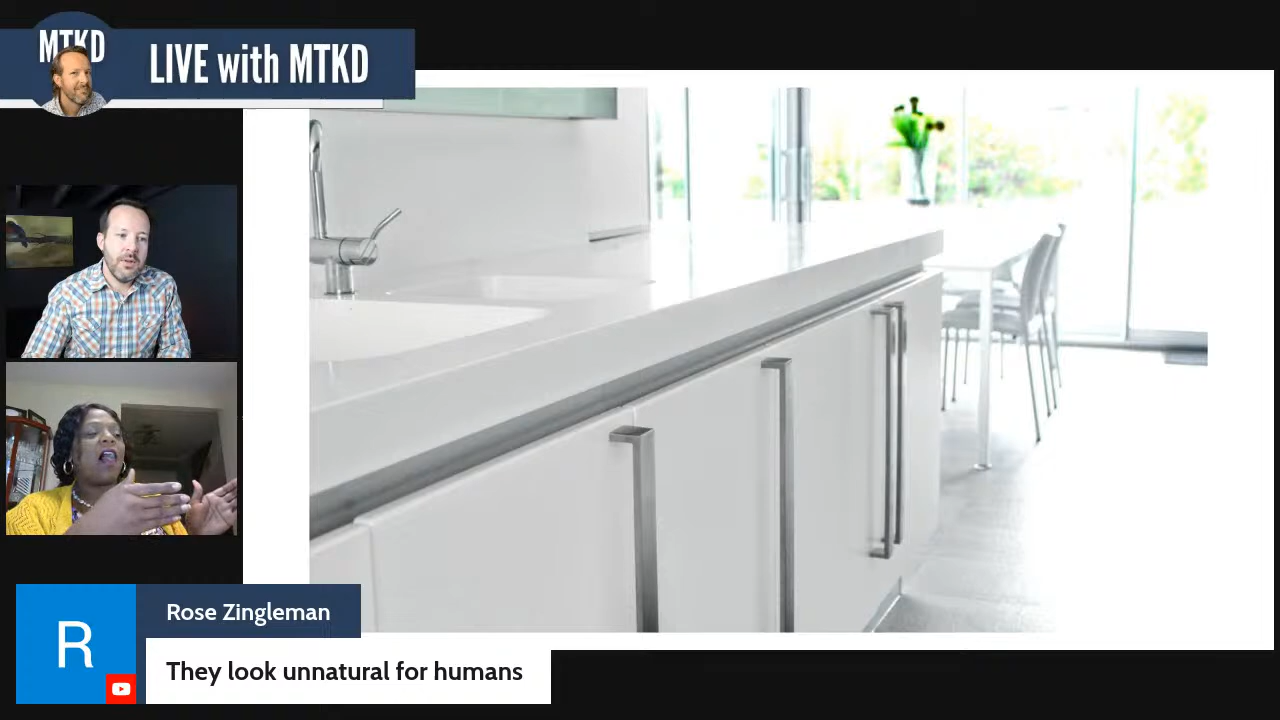 MTKD
LIVE with MTKD
R
Rose Zingleman
They look unnatural for humans